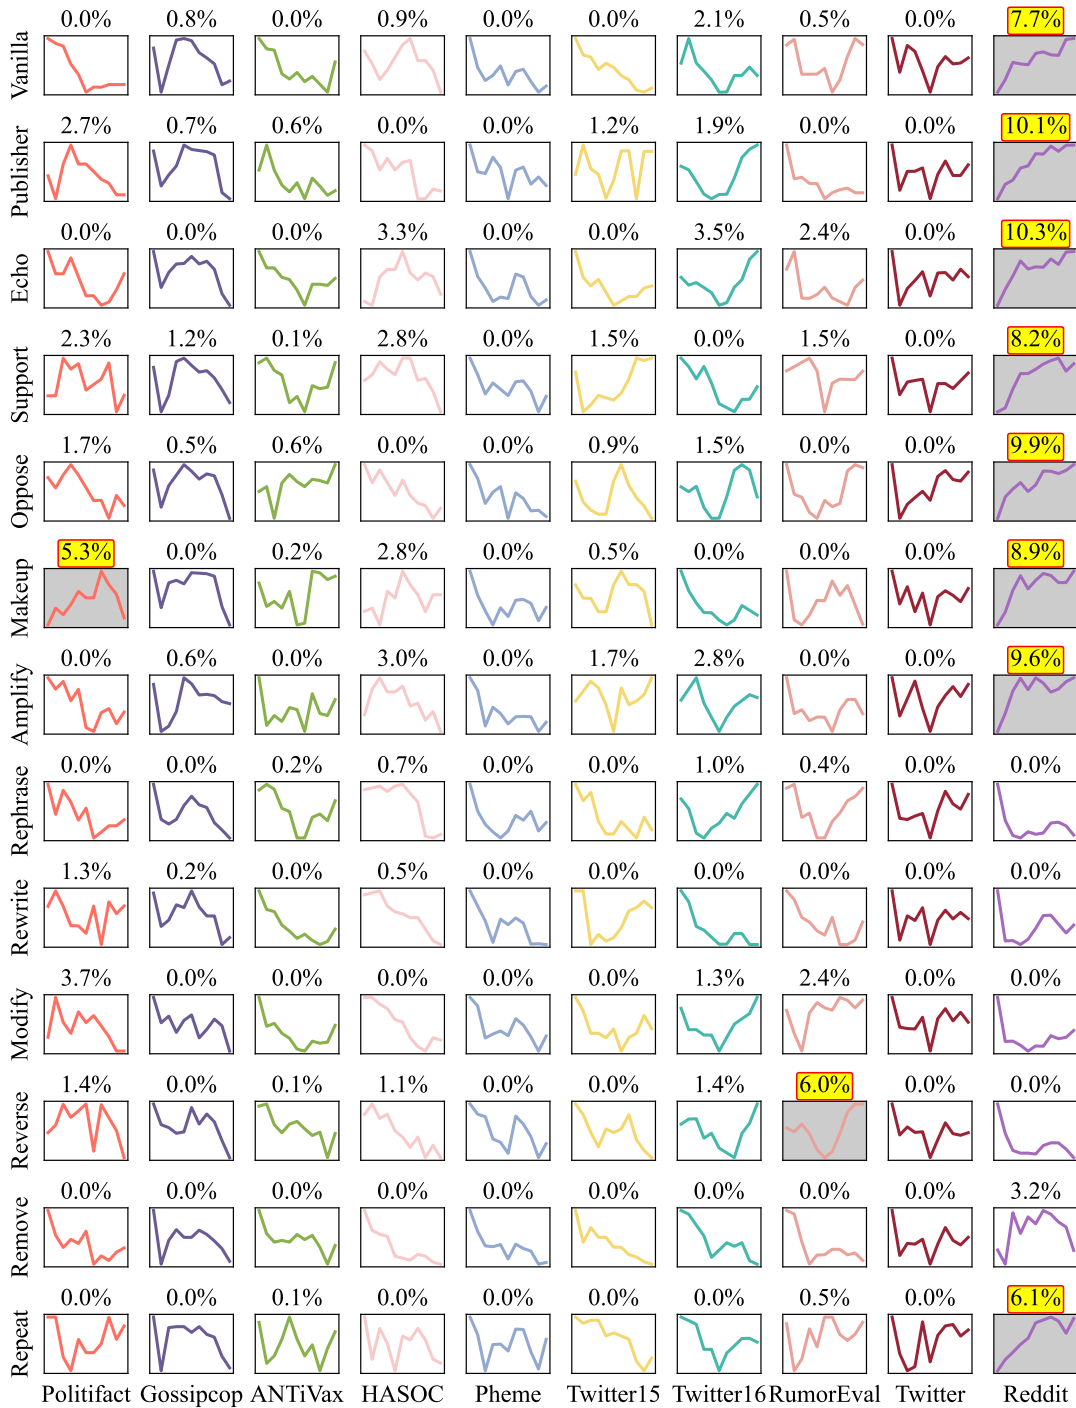 0.0% 0.8% 0.0% 0.9% 0.0% 0.0% 2.1% 0.5% 0.0% 7.7%
Vanilla
2.7% 0.7% 0.6% 0.0% 0.0% 1.2% 1.9% 0.0% 0.0% 10.1%
Publisher
0.0% 0.0% 0.0% 3.3% 0.0% 0.0% 3.5% 2.4% 0.0% 10.3%
Echo
2.3% 1.2% 0.1% 2.8% 0.0% 1.5% 0.0% 1.5% 0.0% 8.2%
Support
1.7% 0.5% 0.6% 0.0% 0.0% 0.9% 1.5% 0.0% 0.0% 9.9%
Oppose
5.3% 0.0% 0.2% 2.8% 0.0% 0.5% 0.0% 0.0% 0.0% 8.9%
Makeup
0.0% 0.6% 0.0% 3.0% 0.0% 1.7% 2.8% 0.0% 0.0% 9.6%
Amplify
0.0% 0.0% 0.2% 0.7% 0.0% 0.0% 1.0% 0.4% 0.0% 0.0%
Rephrase
1.3% 0.2% 0.0% 0.5% 0.0% 0.0% 0.0% 0.0% 0.0% 0.0%
Rewrite
3.7% 0.0% 0.0% 0.0% 0.0% 0.0% 1.3% 2.4% 0.0% 0.0%
Modify
1.4% 0.0% 0.1% 1.1% 0.0% 0.0% 1.4% 6.0% 0.0% 0.0%
Reverse
0.0% 0.0% 0.0% 0.0% 0.0% 0.0% 0.0% 0.0% 0.0% 3.2%
Remove
0.0% 0.0% 0.1% 0.0% 0.0% 0.0% 0.0% 0.5% 0.0% 6.1%
Repeat
Politifact Gossipcop ANTiVax HASOC Pheme Twitter15 Twitter16 RumorEval Twitter Reddit